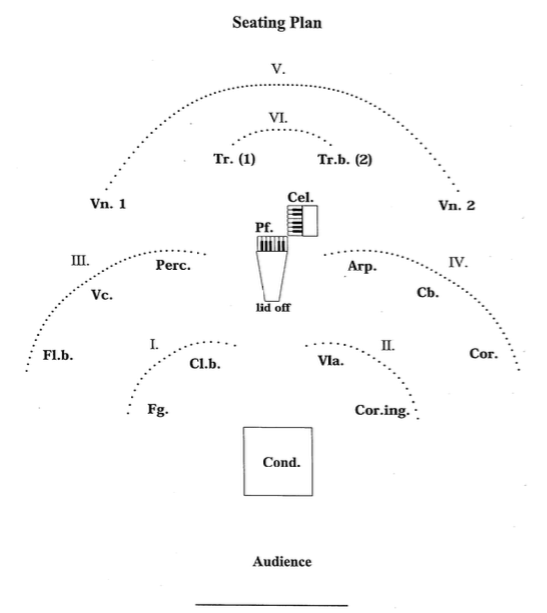 Seating Plan
V.
VI.
Tr. (1) Tr.b. (2)
Vn. 1 Cel. Vn. 2
Pf.
III. Perc. Arp. IV.
Vc. Cb.
lid off
I. II.
Fl.b. Cl.b. Vla. Cor.
Fg. Cor.ing.
Cond.
Audience